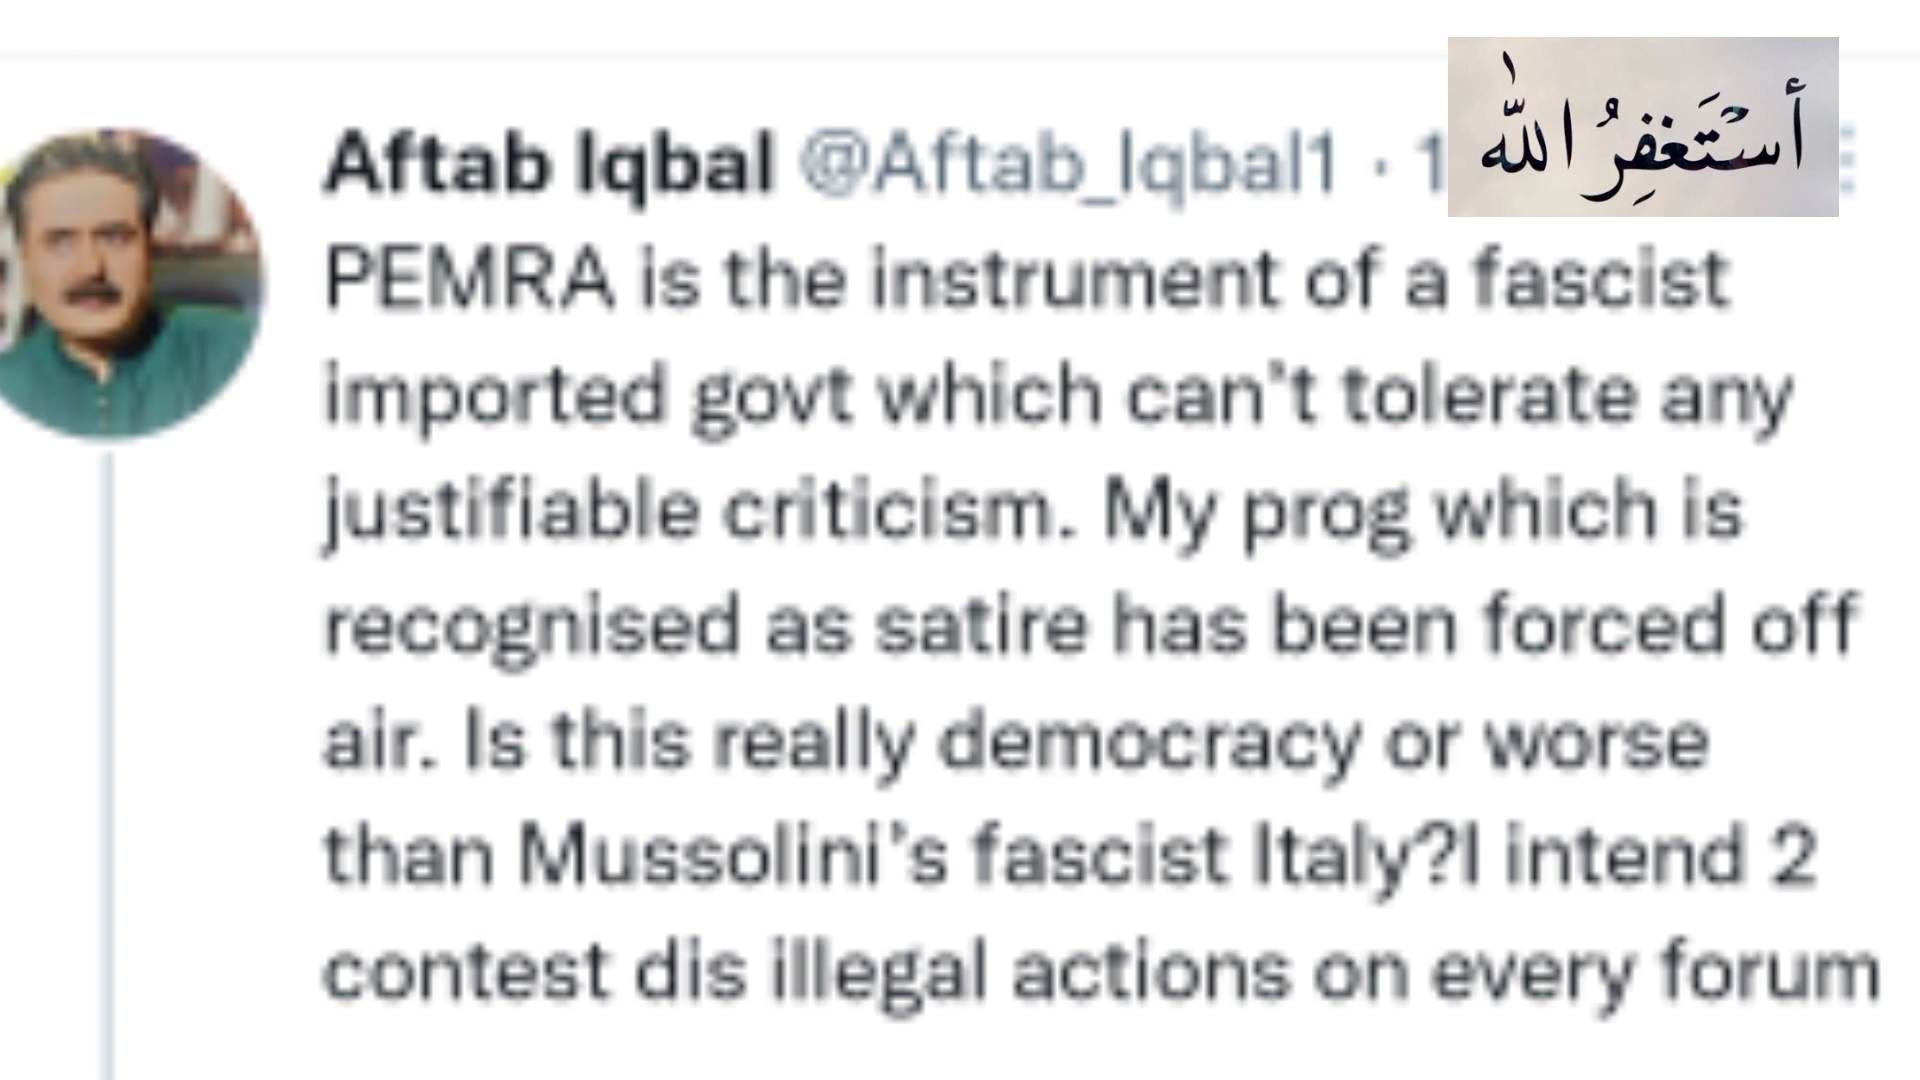 Aftab Iqbal @Aftab_Iqbal1 · 1
أَسْتَغْفِرُ اللّٰه
PEMRA is the instrument of a fascist
imported govt which can't tolerate any
justifiable criticism. My prog which is
recognised as satire has been forced off
air. Is this really democracy or worse
than Mussolini's fascist Italy?I intend 2
contest dis illegal actions on every forum